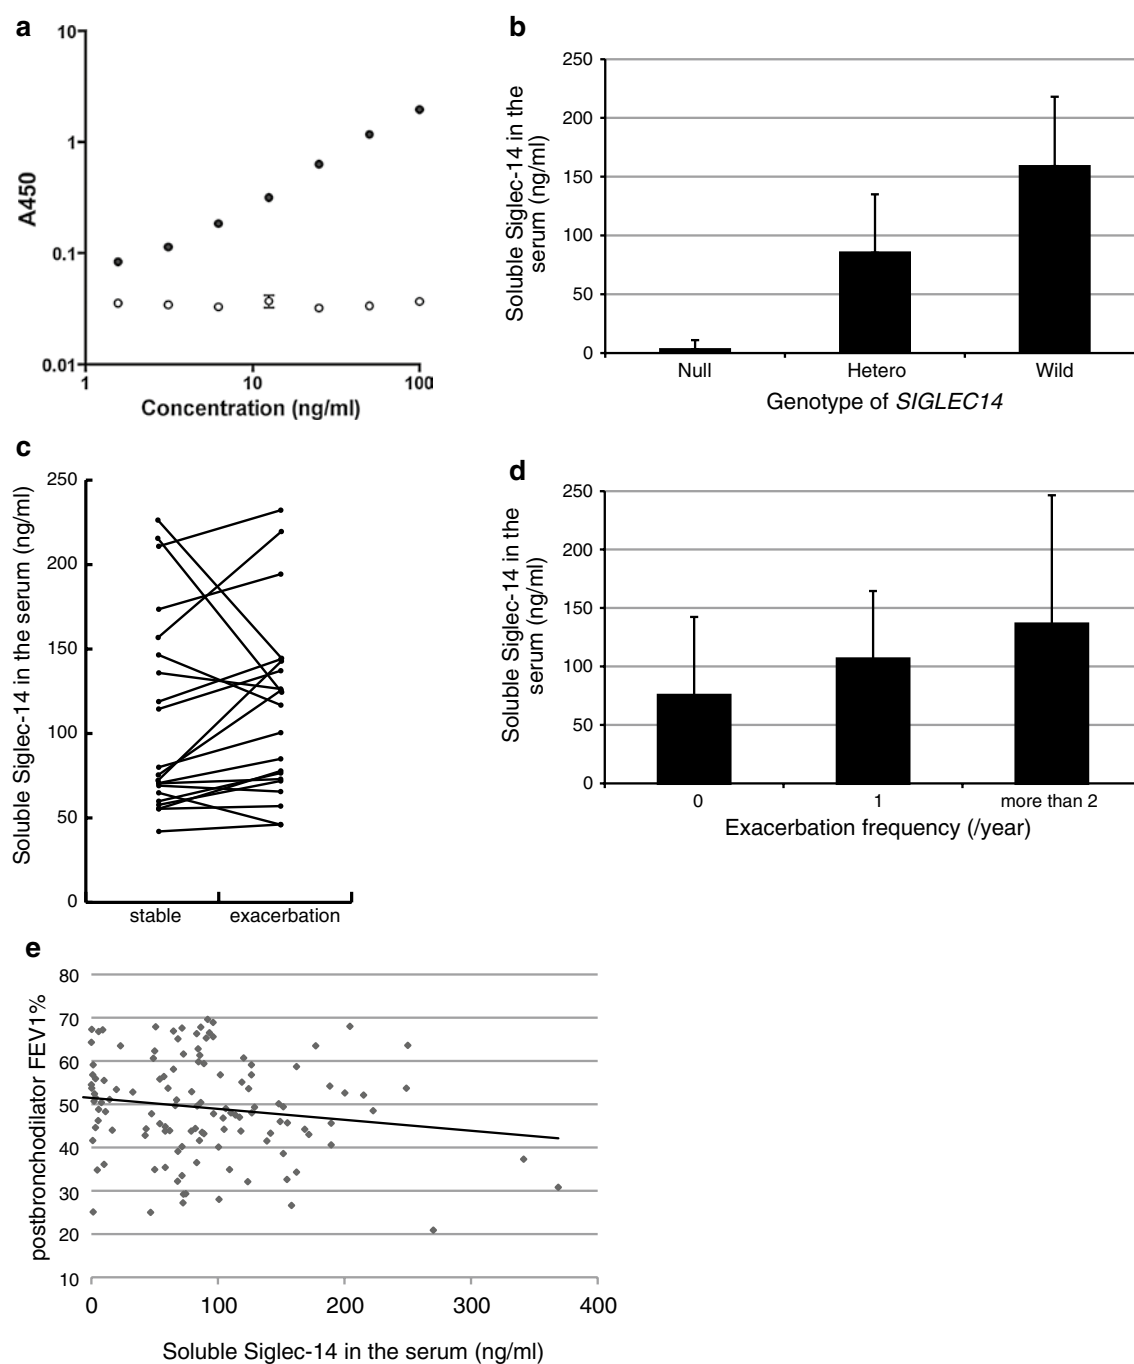 a
10
1
0.1
0.01
A450
1
10
100
Concentration (ng/ml)
b
250
200
150
100
50
0
Soluble Siglec-14 in the
serum (ng/ml)
Null
Hetero
Wild
Genotype of SIGLEC14
c
250
200
150
100
50
0
Soluble Siglec-14 in the serum (ng/ml)
stable
exacerbation
d
250
200
150
100
50
0
Soluble Siglec-14 in the
serum (ng/ml)
0
1
more than 2
Exacerbation frequency (/year)
e
80
70
60
50
40
30
20
10
postbronchodilator FEV1%
0
100
200
300
400
Soluble Siglec-14 in the serum (ng/ml)